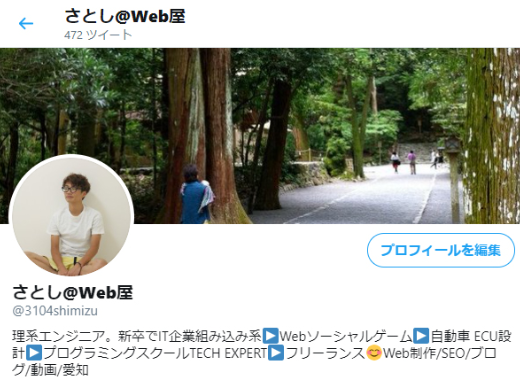 さとし@Web屋
472 ツイート
プロフィールを編集
さとし@Web屋
@3104shimizu
理系エンジニア。新卒でIT企業組み込み系▶Webソーシャルゲーム▶自動車 ECU設
計▶プログラミングスクールTECH EXPERT▶フリーランス😊Web制作/SEO/ブロ
グ/動画/愛知